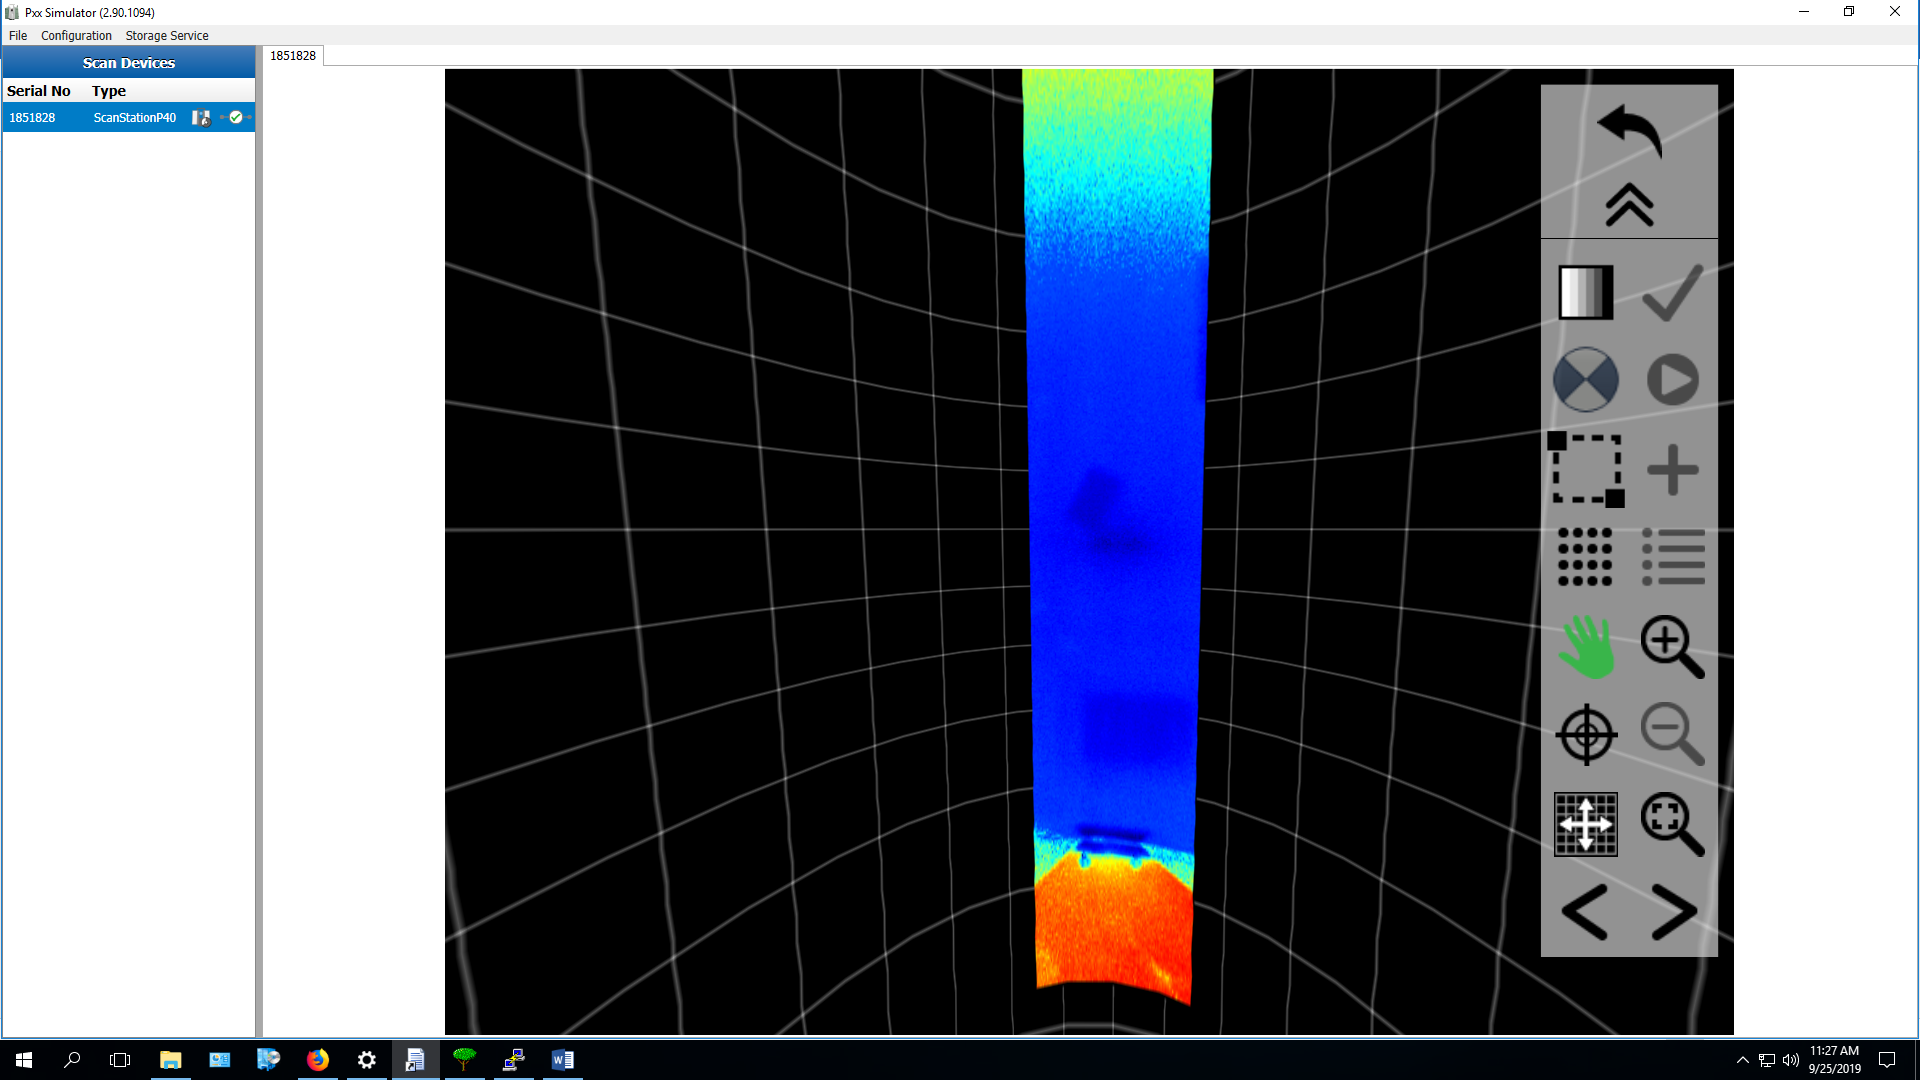 Pxx Simulator (2.90.1094)
File Configuration Storage Service
Scan Devices
1851828
Serial No Type
1851828 ScanStationP40
11:27 AM
9/25/2019